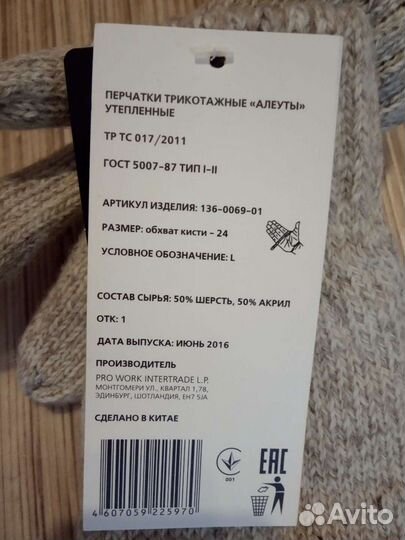 ПЕРЧАТКИ ТРИКОТАЖНЫЕ «АЛЕУТЫ»
УТЕПЛЕННЫЕ
ТР ТС 017/2011
ГОСТ 5007-87 ТИП I-II
АРТИКУЛ ИЗДЕЛИЯ: 136-0069-01
РАЗМЕР: обхват кисти – 24
УСЛОВНОЕ ОБОЗНАЧЕНИЕ: L
СОСТАВ СЫРЬЯ: 50% ШЕРСТЬ, 50% АКРИЛ
ОТК: 1
ДАТА ВЫПУСКА: ИЮНЬ 2016
ПРОИЗВОДИТЕЛЬ
PRO WORK INTERTRADE L.P.
МОНТГОМЕРИ УЛ., КВАРТАЛ 1,78,
ЭДИНБУРГ, ШОТЛАНДИЯ, EH7 5JA
СДЕЛАНО В КИТАЕ
001
EAC
4 607059 225970
Avito